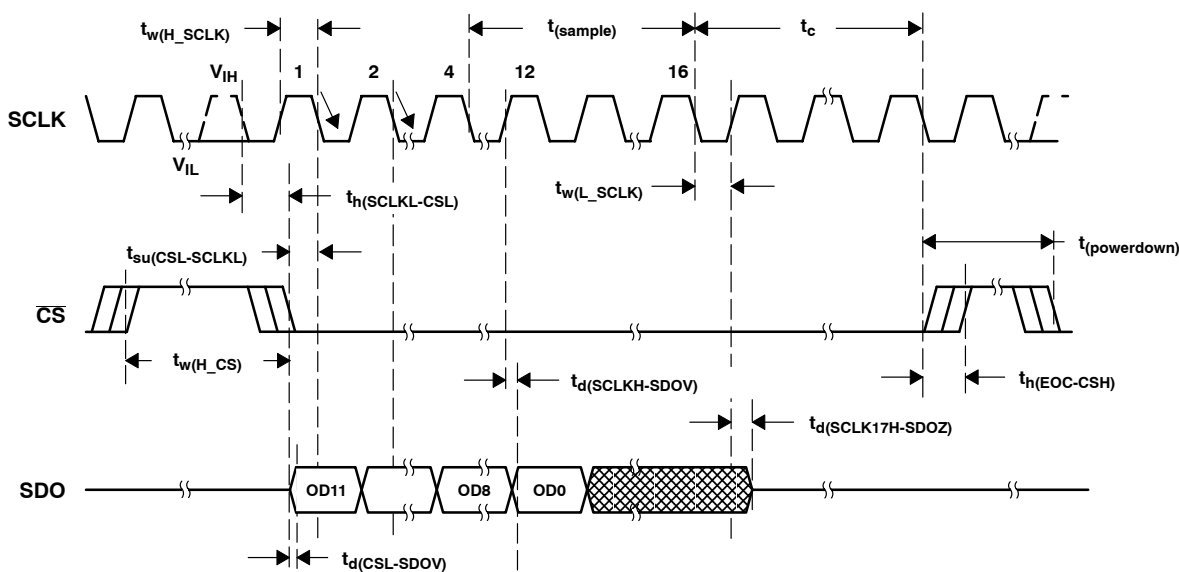 tw(H_SCLK)
t(sample)
tc
VIH
1
2
4
12
16
SCLK
VIL
th(SCLKL-CSL)
tw(L_SCLK)
tsu(CSL-SCLKL)
t(powerdown)
CS
tw(H_CS)
td(SCLKH-SDOV)
th(EOC-CSH)
td(SCLK17H-SDOZ)
SDO
OD11
OD8
OD0
td(CSL-SDOV)